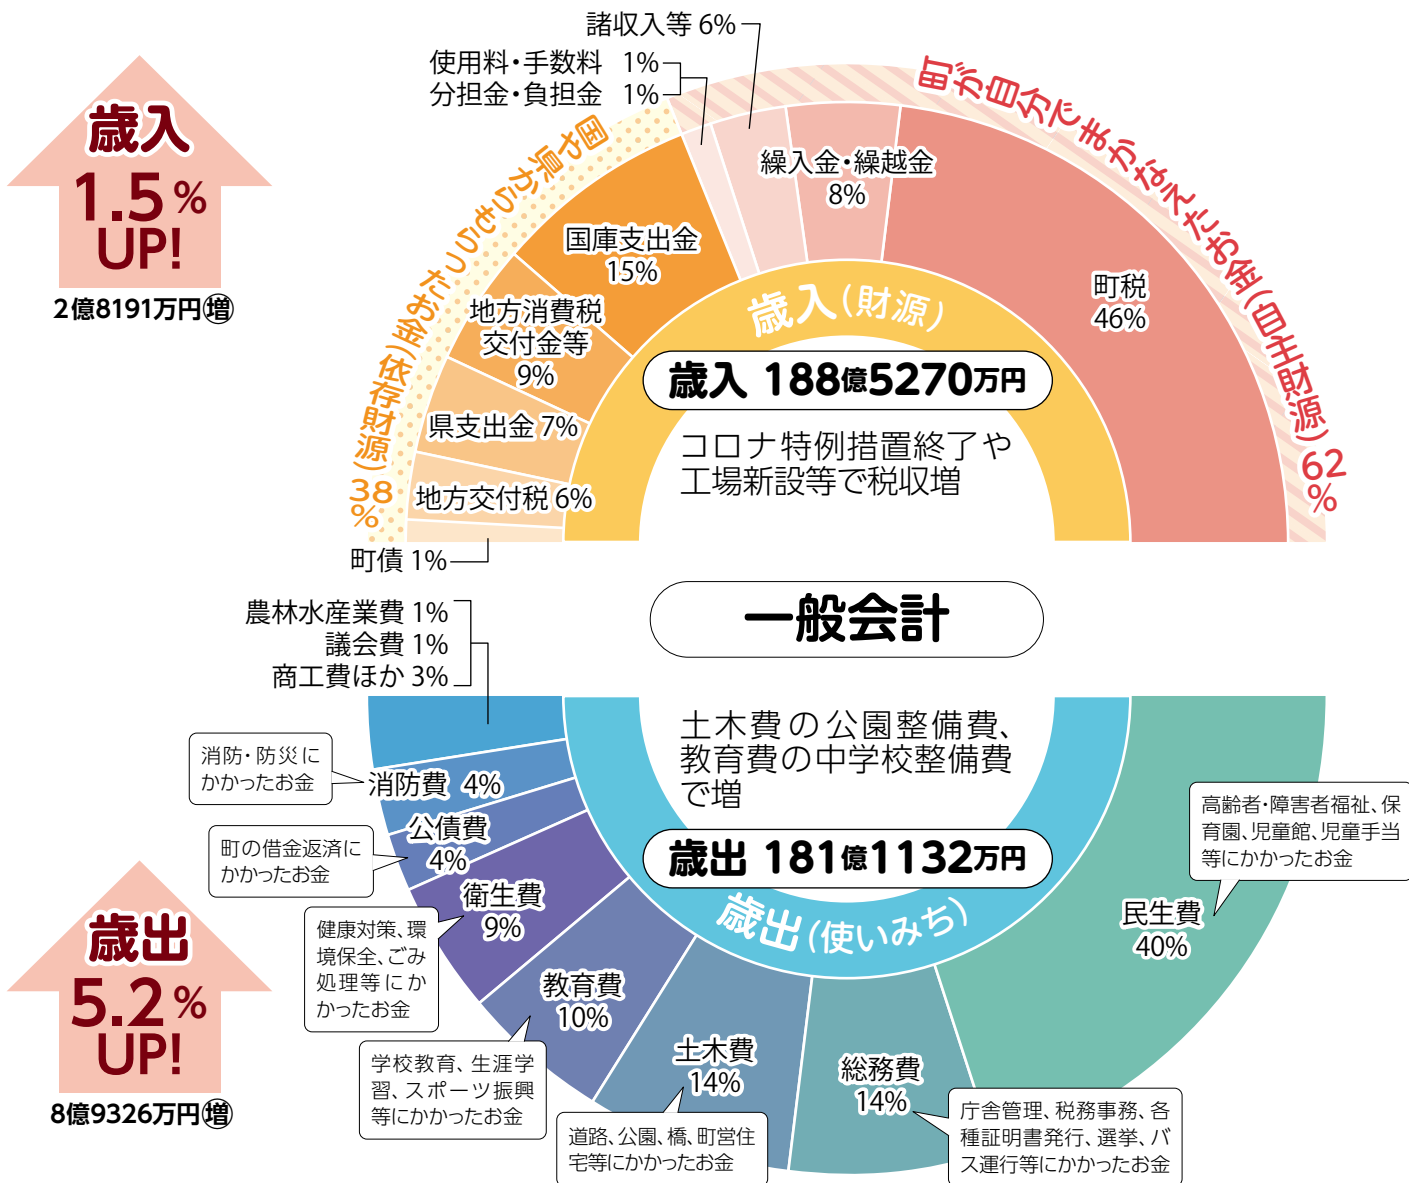 歳入
1.5%
UP!
2億8191万円増
諸収入等 6%
使用料・手数料 1%
分担金・負担金 1%
町が自分でまかなえたお金(自主財源)62%
国や県からもらったお金(依存財源)38%
繰入金・繰越金
8%
町税
46%
国庫支出金
15%
地方消費税
交付金等
9%
県支出金 7%
地方交付税 6%
町債 1%
歳入(財源)
歳入 188億5270万円
コロナ特例措置終了や
工場新設等で税収増
一般会計
農林水産業費 1%
議会費 1%
商工費ほか 3%
土木費の公園整備費、
教育費の中学校整備費
で増
歳出 181億1132万円
歳出(使いみち)
消防・防災に
かかったお金
消防費 4%
町の借金返済に
かかったお金
公債費
4%
健康対策、環
境保全、ごみ
処理等にか
かったお金
衛生費
9%
学校教育、生涯学
習、スポーツ振興
等にかかったお金
教育費
10%
道路、公園、橋、町営住
宅等にかかったお金
土木費
14%
総務費
14%
庁舎管理、税務事務、各
種証明書発行、選挙、バ
ス運行等にかかったお金
高齢者・障害者福祉、保
育園、児童館、児童手当
等にかかったお金
民生費
40%
歳出
5.2%
UP!
8億9326万円増